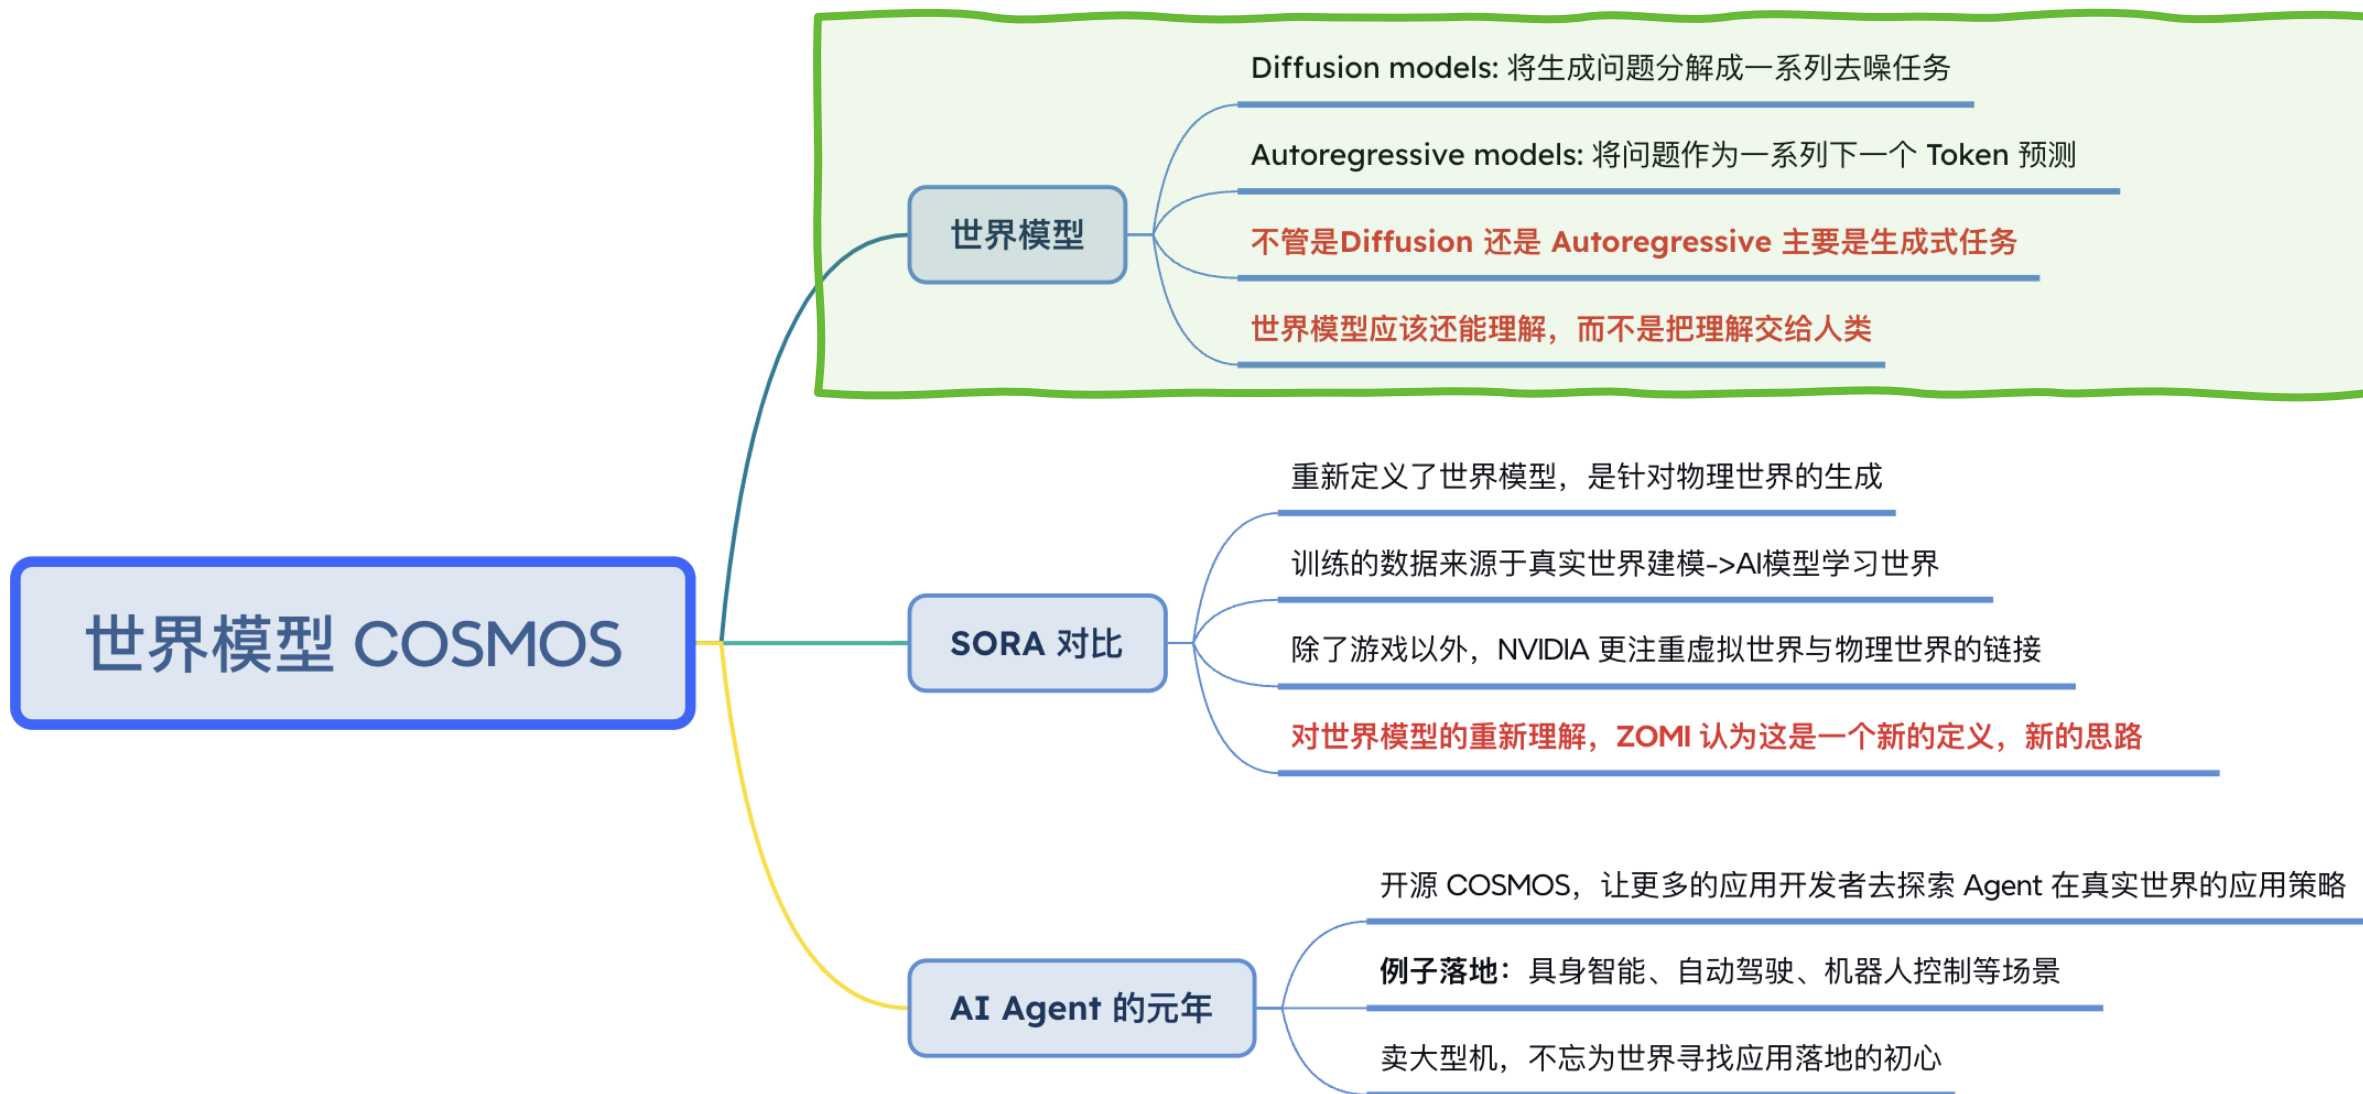 Diffusion models: 将生成问题分解成一系列去噪任务
Autoregressive models: 将问题作为一系列下一个 Token 预测
世界模型
不管是Diffusion 还是 Autoregressive 主要是生成式任务
世界模型应该还能理解，而不是把理解交给人类
重新定义了世界模型，是针对物理世界的生成
训练的数据来源于真实世界建模->AI模型学习世界
世界模型 COSMOS
SORA 对比
除了游戏以外，NVIDIA 更注重虚拟世界与物理世界的链接
对世界模型的重新理解，ZOMI 认为这是一个新的定义，新的思路
开源 COSMOS，让更多的应用开发者去探索 Agent 在真实世界的应用策略
例子落地：具身智能、自动驾驶、机器人控制等场景
AI Agent 的元年
卖大型机，不忘为世界寻找应用落地的初心